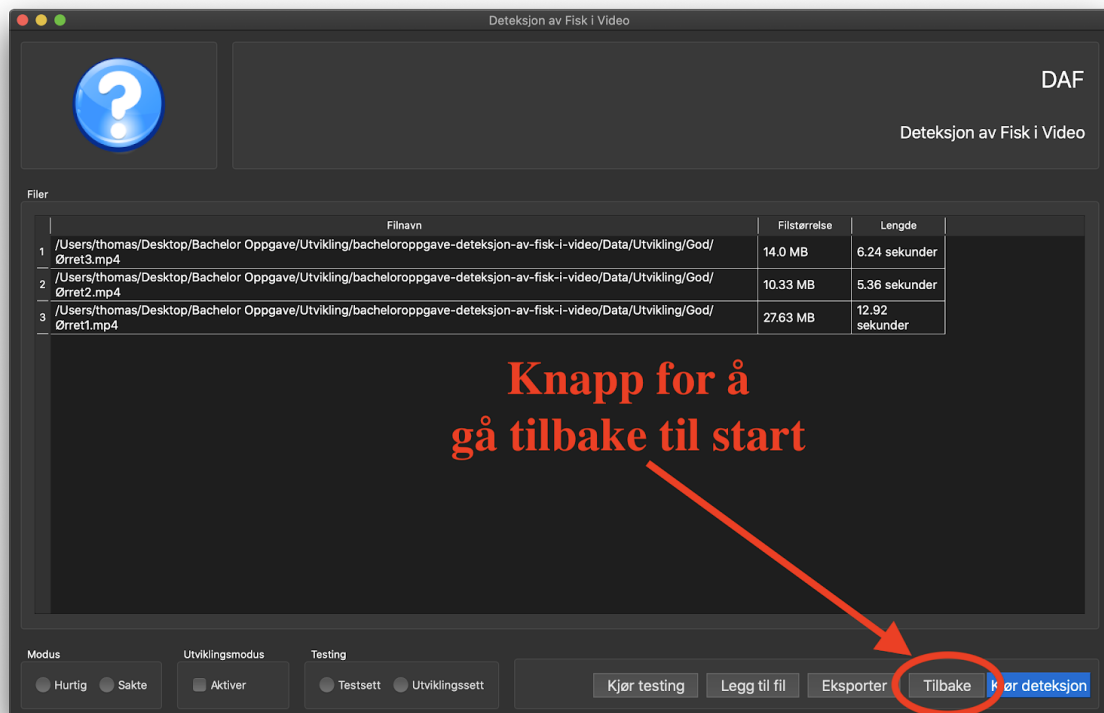 Deteksjon av Fisk i Video
?
DAF
Deteksjon av Fisk i Video
Filer
Filnavn Filstørrelse Lengde
1 /Users/thomas/Desktop/Bachelor Oppgave/Utvikling/bacheloroppgave-deteksjon-av-fisk-i-video/Data/Utvikling/God/ 14.0 MB 6.24 sekunder
Ørret3.mp4
2 /Users/thomas/Desktop/Bachelor Oppgave/Utvikling/bacheloroppgave-deteksjon-av-fisk-i-video/Data/Utvikling/God/ 10.33 MB 5.36 sekunder
Ørret2.mp4
3 /Users/thomas/Desktop/Bachelor Oppgave/Utvikling/bacheloroppgave-deteksjon-av-fisk-i-video/Data/Utvikling/God/ 27.63 MB 12.92
Ørret1.mp4 sekunder
Knapp for å
gå tilbake til start
Modus Utviklingsmodus Testing
Hurtig Sakte Aktiver Testsett Utviklingssett Kjør testing Legg til fil Eksporter Tilbake Kjør deteksjon